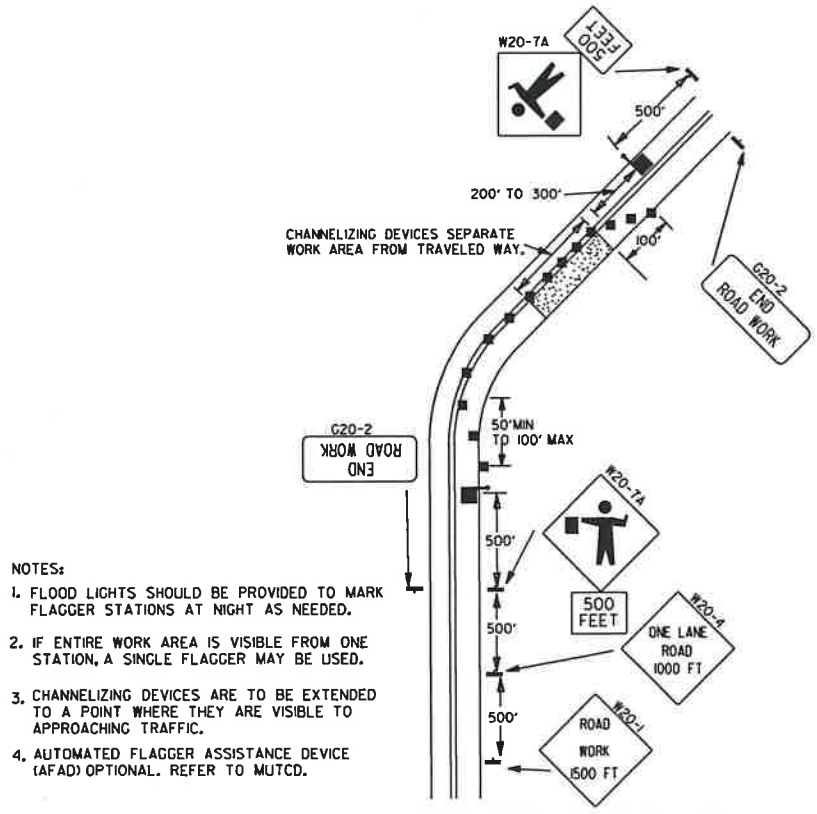 W20-7A
500
FEET
500'
200' TO 300'
CHANNELIZING DEVICES SEPARATE
WORK AREA FROM TRAVELED WAY.
100'
G20-2
END
ROAD WORK
G20-2
END
ROAD WORK
50'MIN
TO 100' MAX
W20-7A
500'
500
FEET
500'
W20-4
ONE LANE
ROAD
1000 FT
500'
W20-1
ROAD
WORK
1500 FT
NOTES:
1. FLOOD LIGHTS SHOULD BE PROVIDED TO MARK
FLAGGER STATIONS AT NIGHT AS NEEDED.
2. IF ENTIRE WORK AREA IS VISIBLE FROM ONE
STATION, A SINGLE FLAGGER MAY BE USED.
3. CHANNELIZING DEVICES ARE TO BE EXTENDED
TO A POINT WHERE THEY ARE VISIBLE TO
APPROACHING TRAFFIC.
4. AUTOMATED FLAGGER ASSISTANCE DEVICE
(AFAD) OPTIONAL. REFER TO MUTCD.